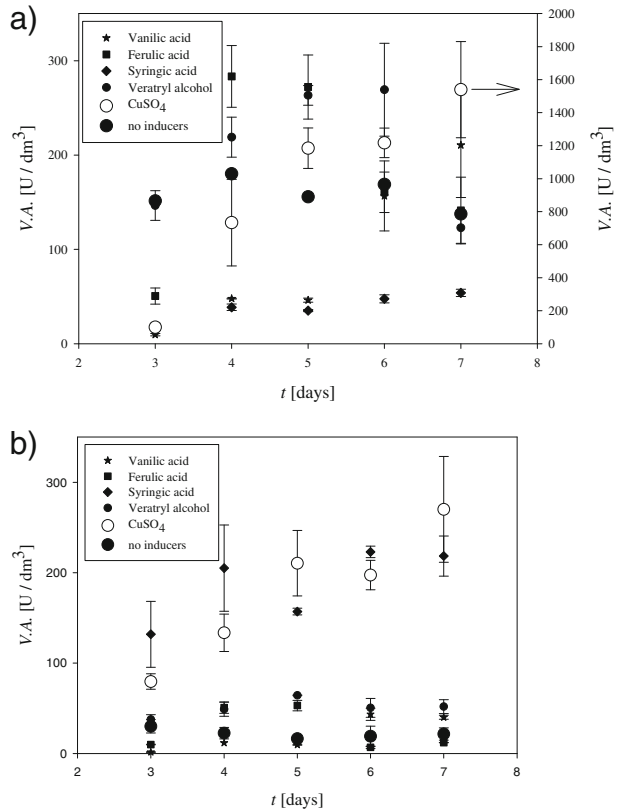 a)
Vanilic acid
Ferulic acid
Syringic acid
Veratryl alcohol
CuSO4
no inducers
V.A. [U / dm3]
300
200
100
0
2000
1800
1600
1400
1200
1000
800
600
400
200
0
V.A. [U / dm3]
2 3 4 5 6 7 8
t [days]
b)
Vanilic acid
Ferulic acid
Syringic acid
Veratryl alcohol
CuSO4
no inducers
V.A. [U / dm3]
300
200
100
50
0
2 3 4 5 6 7 8
t [days]